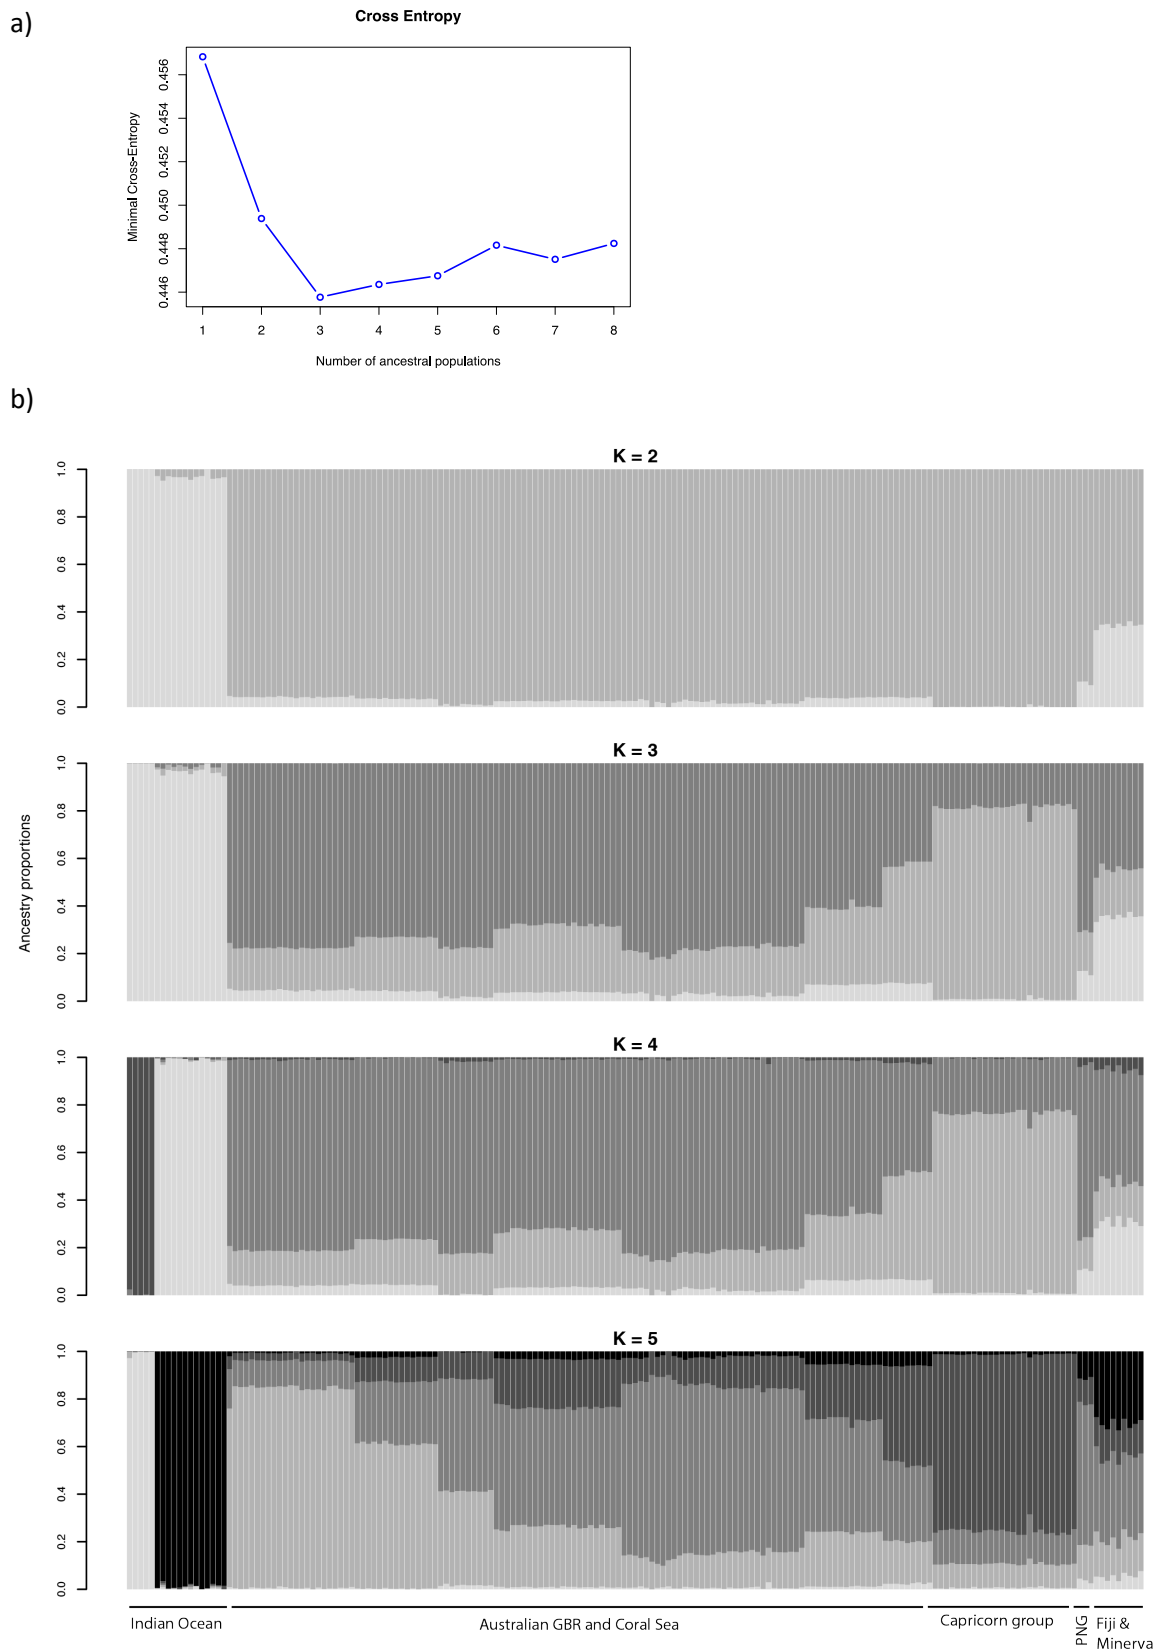 a)
Cross Entropy
Minimal Cross-Entropy
0.456
0.454
0.452
0.450
0.448
0.446
1 2 3 4 5 6 7 8
Number of ancestral populations
b)
K = 2
1.0
0.8
0.6
0.4
0.2
0.0
K = 3
Ancestry proportions
1.0
0.8
0.6
0.4
0.2
0.0
K = 4
1.0
0.8
0.6
0.4
0.2
0.0
K = 5
1.0
0.8
0.6
0.4
0.2
0.0
Indian Ocean
Australian GBR and Coral Sea
Capricorn group
PNG
Fiji &
Minerva